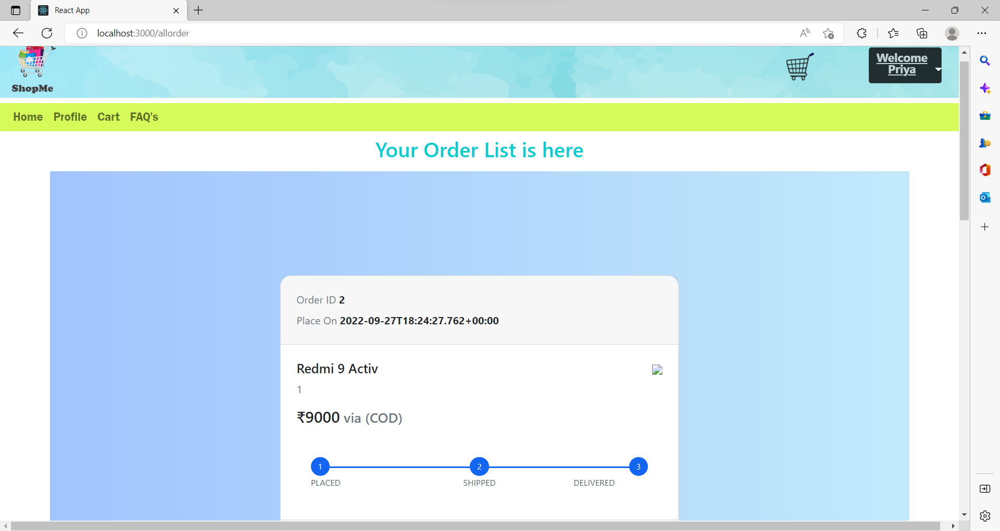 React App
localhost:3000/allorder
ShopMe
Welcome
Priya
Home Profile Cart FAQ's
Your Order List is here
Order ID 2
Place On 2022-09-27T18:24:27.762+00:00
Redmi 9 Activ
1
₹9000 via (COD)
1 2 3
PLACED SHIPPED DELIVERED